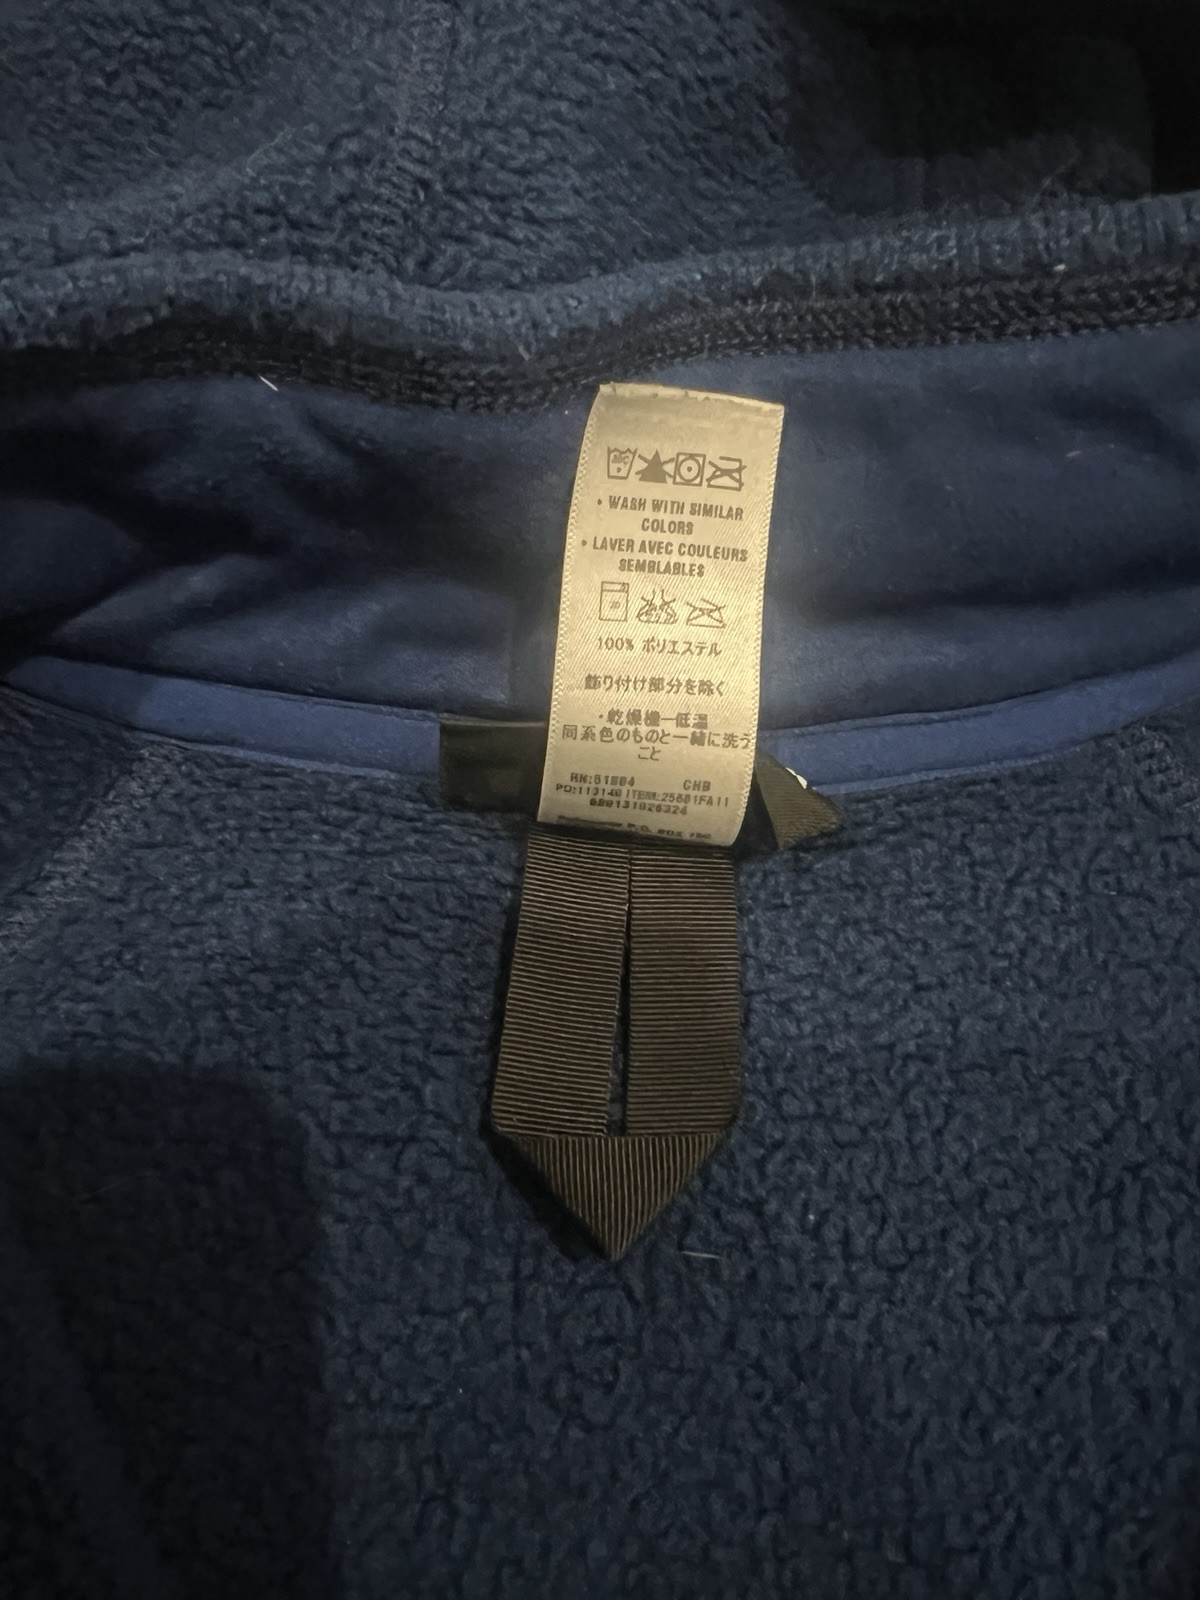 • WASH WITH SIMILAR
COLORS
• LAVER AVEC COULEURS
SEMBLABLES
100% ポリエステル
飾り付け部分を除く
・乾燥機一低温
同系色のものと一緒に洗う
こと
CHB